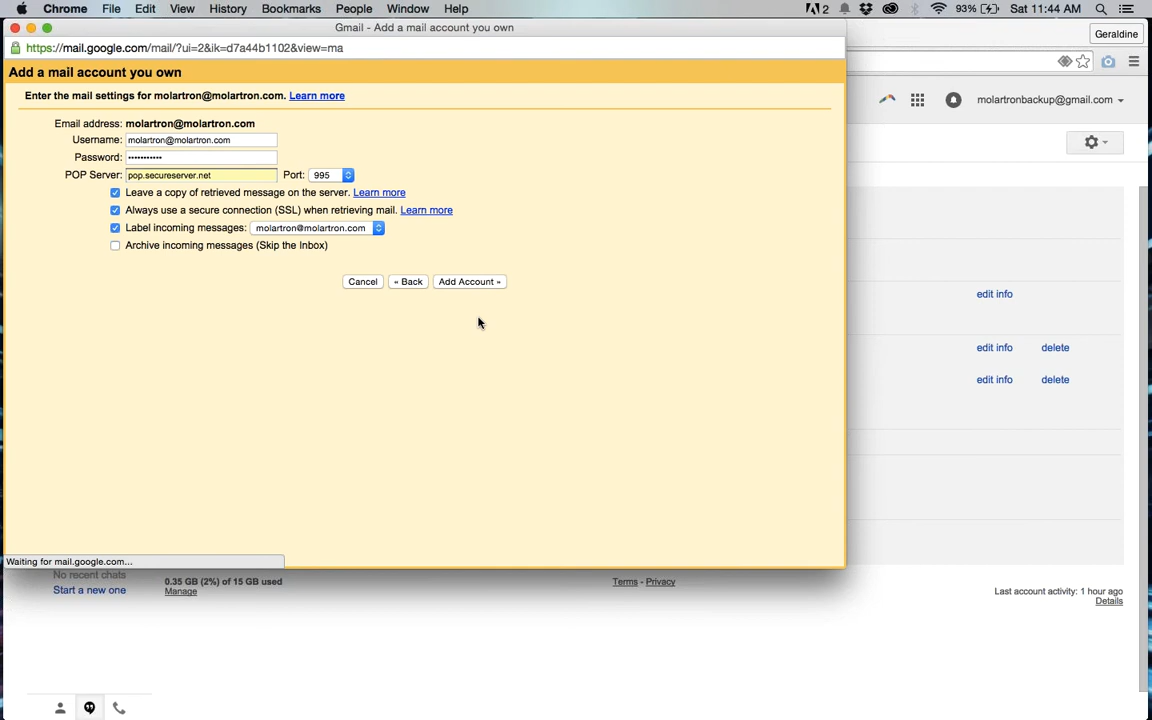 Chrome File Edit View History Bookmarks People Window Help 2 93% Sat 11:44 AM
Gmail - Add a mail account you own
Geraldine
https://mail.google.com/mail/?ui=2&ik=d7a44b1102&view=ma
Add a mail account you own
Enter the mail settings for molartron@molartron.com. Learn more
molartronbackup@gmail.com
Email address: molartron@molartron.com
Username: molartron@molartron.com
Password: •••••••••••
POP Server: pop.secureserver.net Port: 995
Leave a copy of retrieved message on the server. Learn more
Always use a secure connection (SSL) when retrieving mail. Learn more
Label incoming messages: molartron@molartron.com
Archive incoming messages (Skip the Inbox)
Cancel « Back Add Account »
edit info
edit info delete
edit info delete
Waiting for mail.google.com...
No recent chats
Start a new one
0.35 GB (2%) of 15 GB used
Manage
Terms - Privacy
Last account activity: 1 hour ago
Details